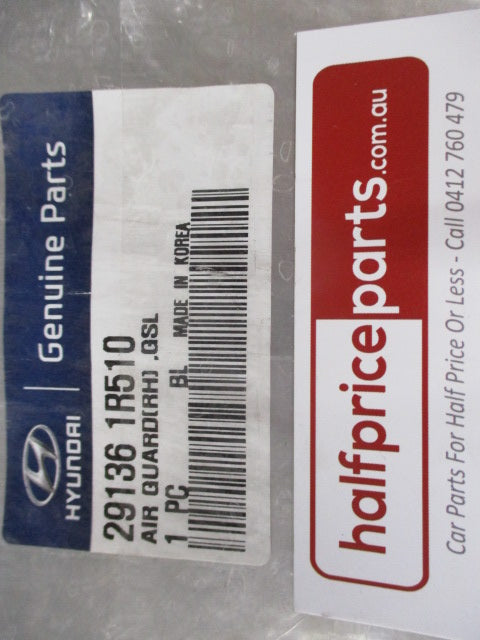 HYUNDAI | Genuine Parts
29136 1R510
AIR GUARD(RH) ,GSL
1 PC BL MADE IN KOREA
halfpriceparts.com.au
Car Parts For Half Price Or Less - Call 0412 760 479